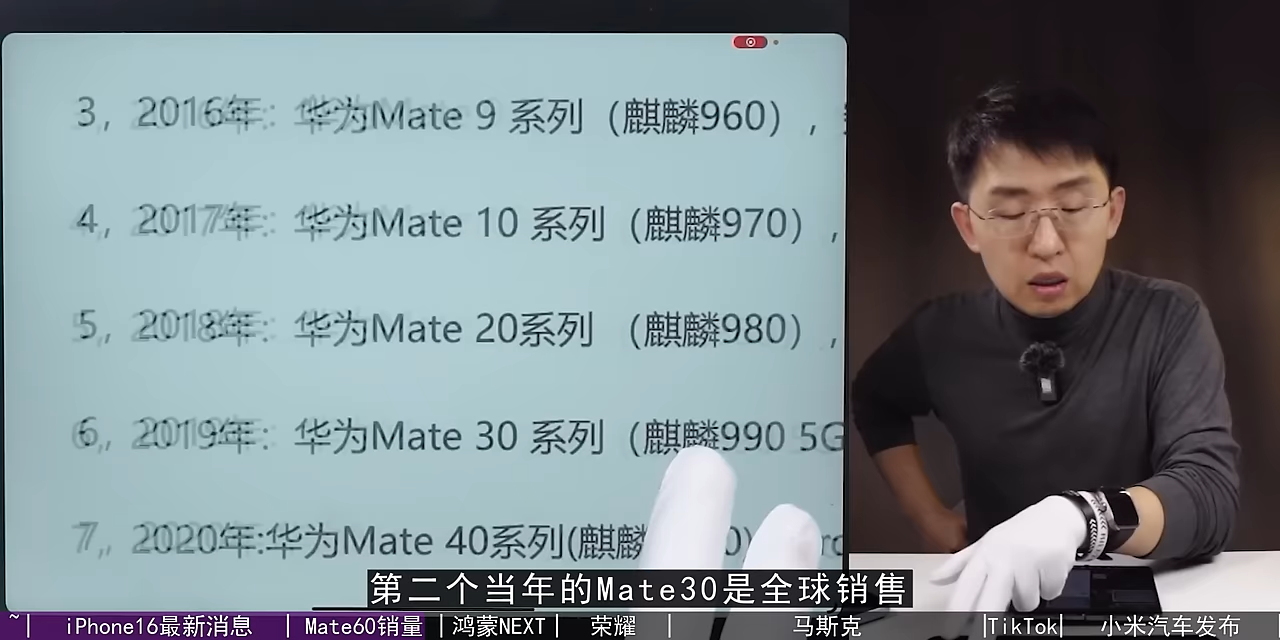 3，2016年：华为Mate 9 系列（麒麟960），
4，2017年：华为Mate 10 系列（麒麟970），
5，2018年：华为Mate 20系列 （麒麟980），
6，2019年：华为Mate 30 系列（麒麟990 5G
7，2020年:华为Mate 40系列(麒麟 0)
第二个当年的Mate30是全球销售
~| iPhone16最新消息 | Mate60销量 | 鸿蒙NEXT | 荣耀 | 马斯克 |TikTok| 小米汽车发布